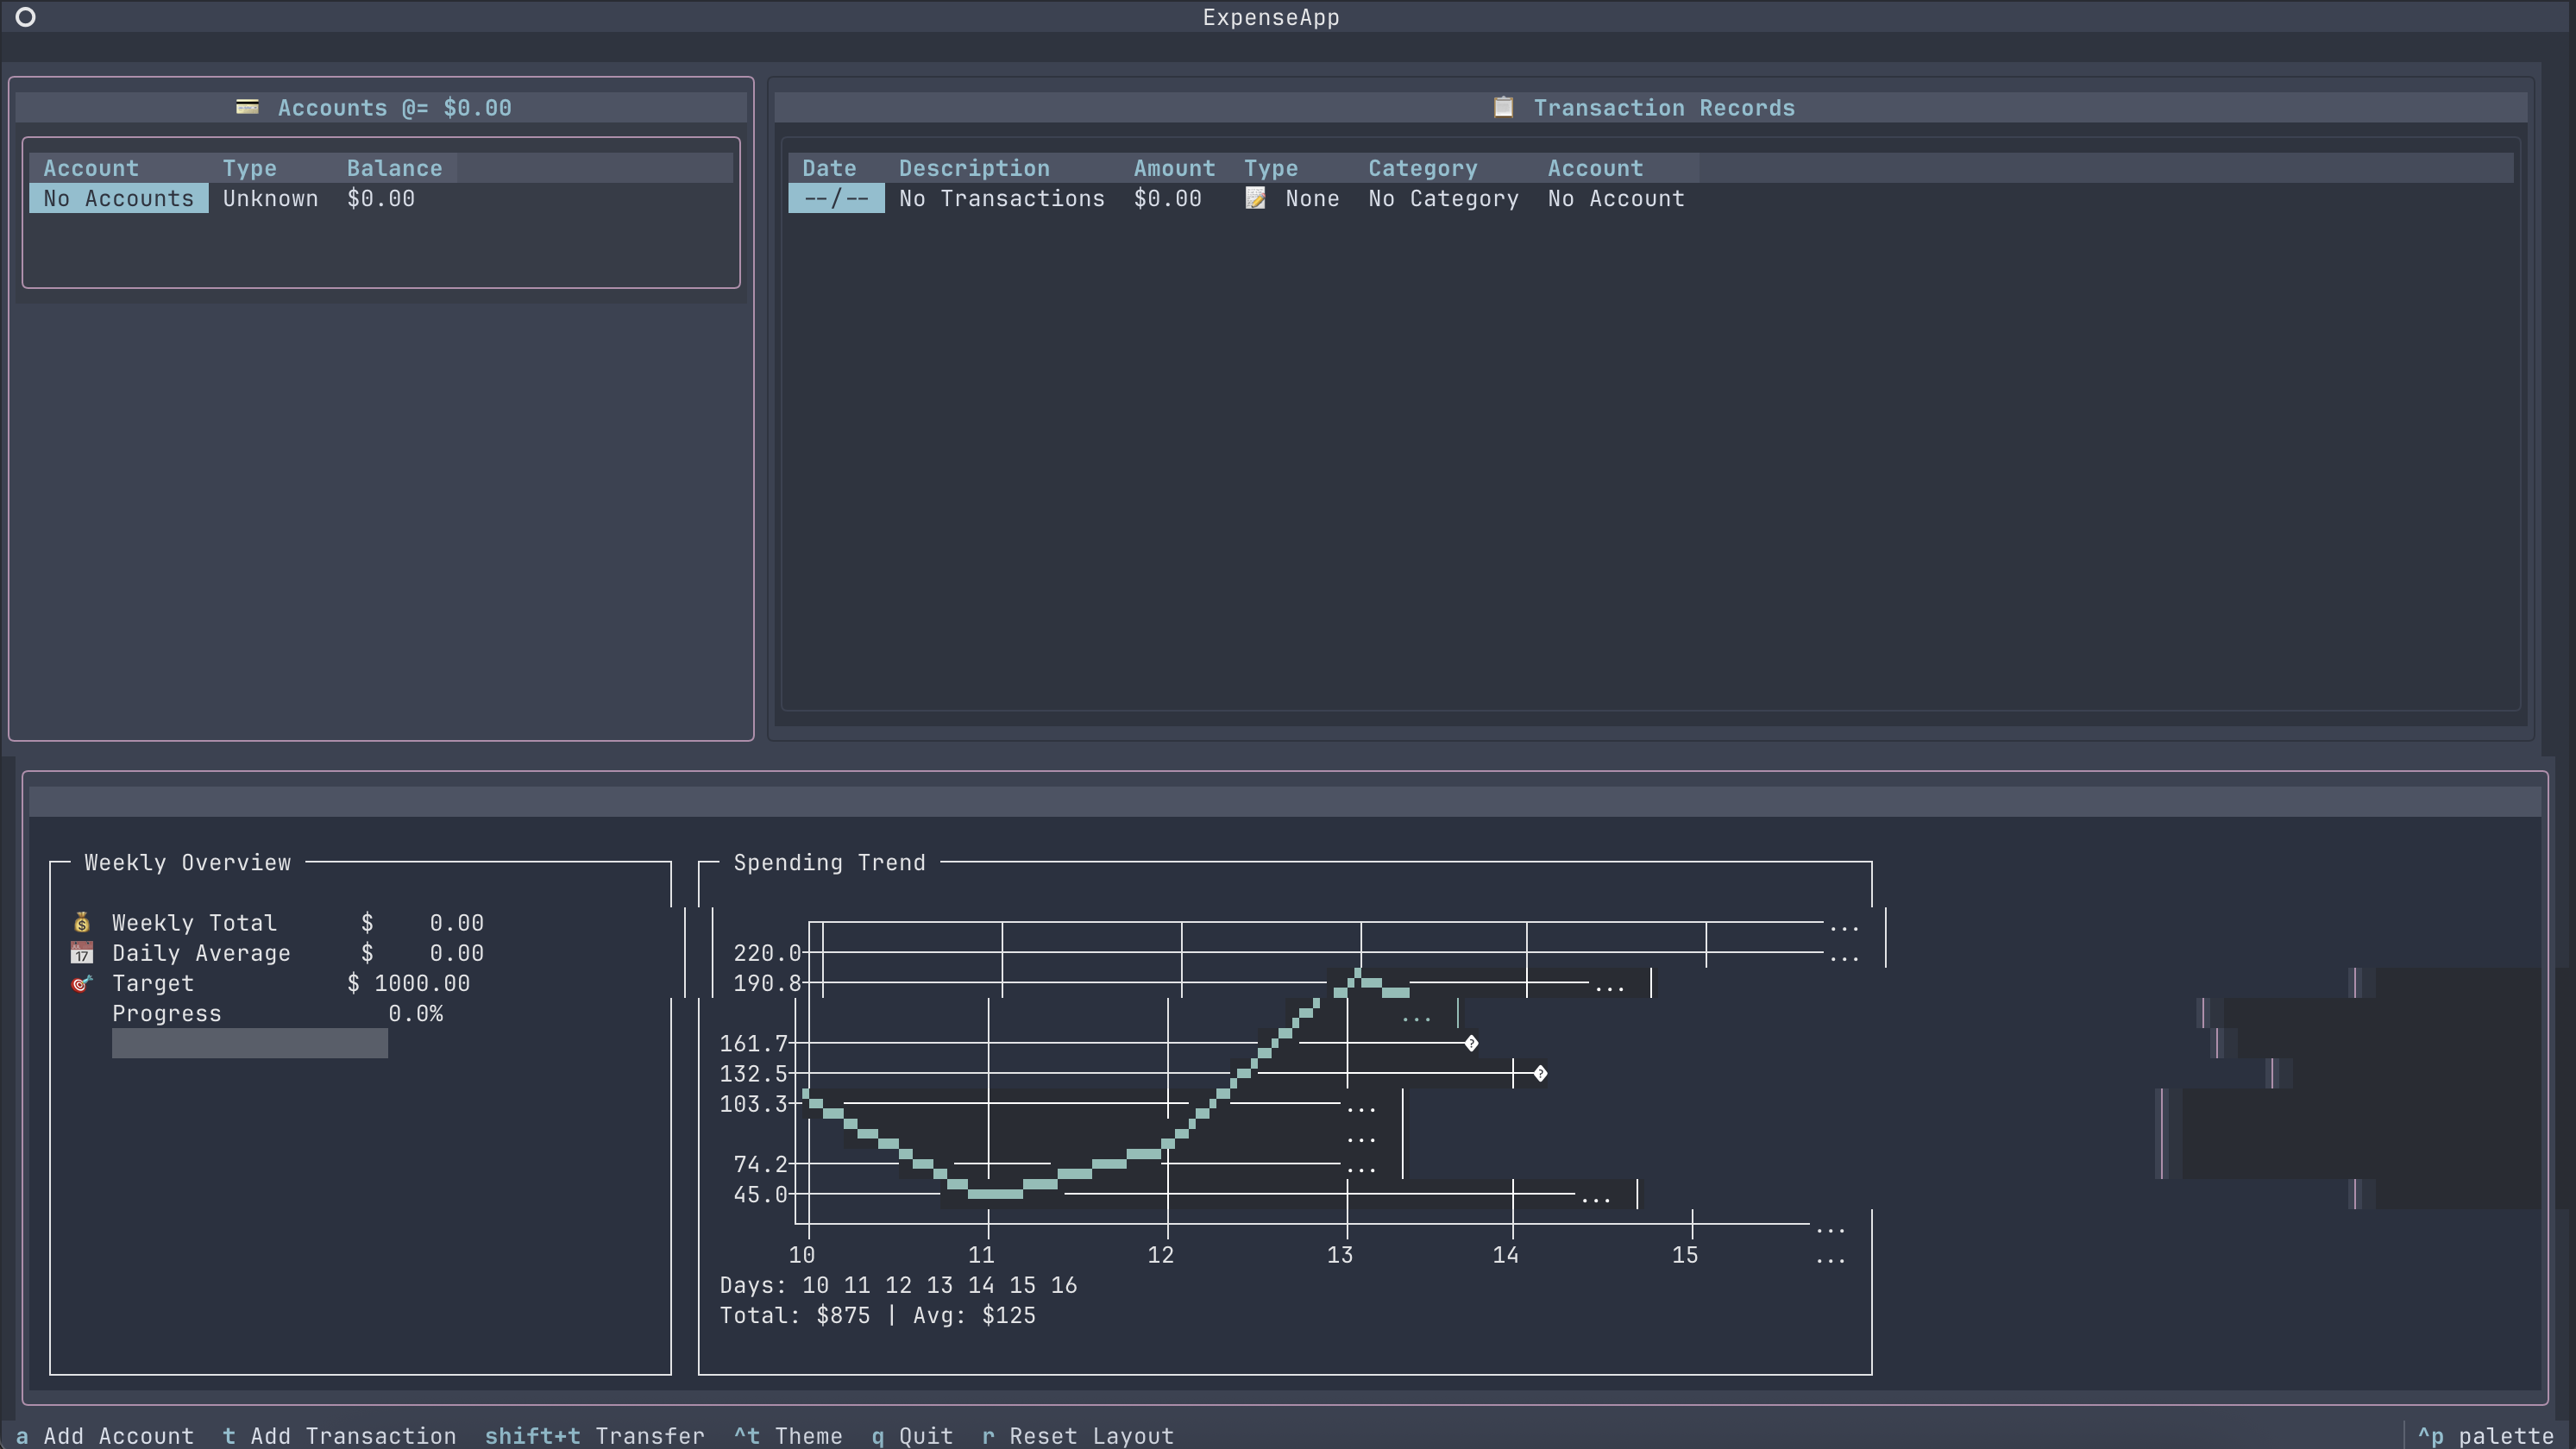 ExpenseApp
Accounts @= $0.00
Account Type Balance
No Accounts Unknown $0.00
Transaction Records
Date Description Amount Type Category Account
--/-- No Transactions $0.00 None No Category No Account
Weekly Overview
Weekly Total $ 0.00
17 Daily Average $ 0.00
Target $ 1000.00
Progress 0.0%
Spending Trend
...
220.0 ...
190.8 ...
...
161.7 ?
132.5 ?
103.3 ...
...
74.2 ...
45.0 ...
...
10 11 12 13 14 15 ...
Days: 10 11 12 13 14 15 16
Total: $875 | Avg: $125
a Add Account t Add Transaction shift+t Transfer ^t Theme q Quit r Reset Layout ^p palette